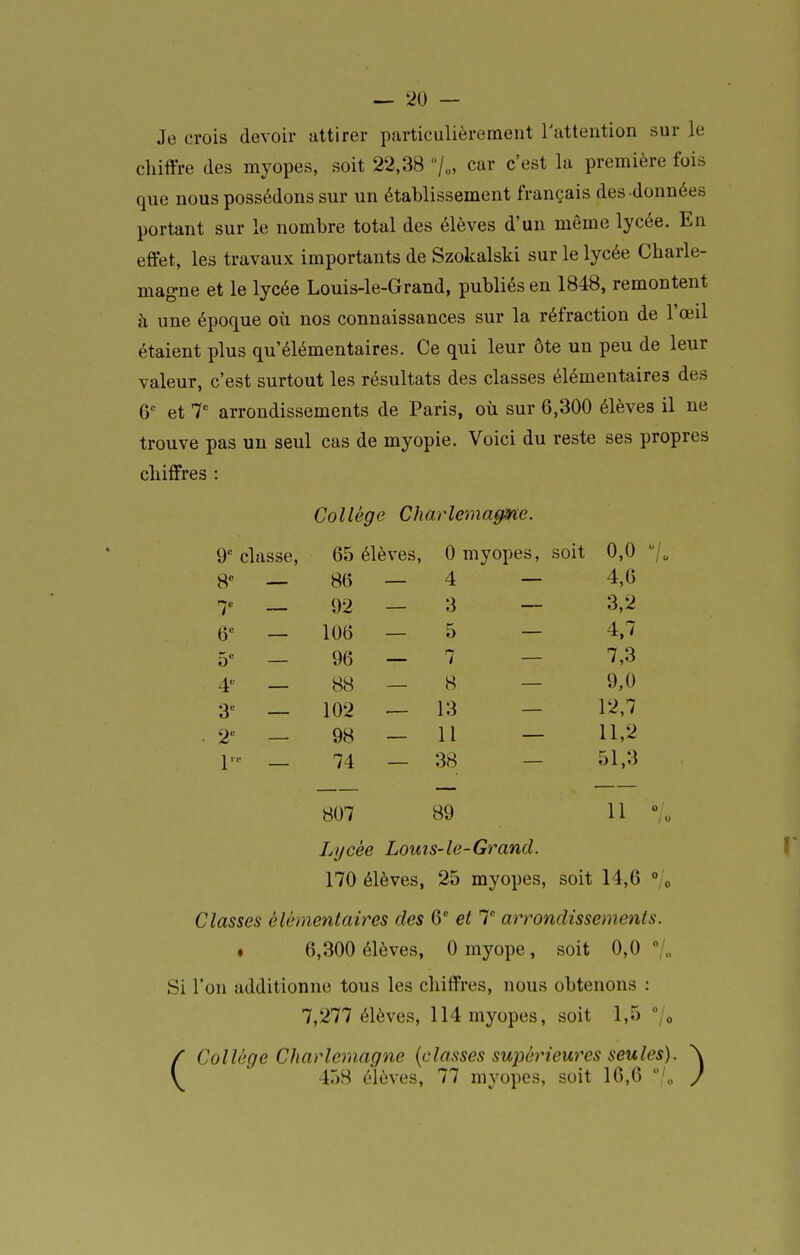 — 20 —
Je crois devoir attirer particulièrement l'attention sur le
chiffre des myopes, soit 22,38 °/o, car c'est la première fois
que nous possédons sur un établissement français des données
portant sur le nombre total des élèves d'un même lycée. En
effet, les travaux importants de Szokalski sur le lycée Charle-
magne et le lycée Louis-le-Grand, publiés en 1848, remontent
à une époque où nos connaissances sur la réfraction de l'œil
étaient plus qu'élémentaires. Ce qui leur ôte un peu de leur
valeur, c'est surtout les résultats des classes élémentaires des
6e et 7e arrondissements de Paris, où sur 6,300 élèves il ne
trouve pas un seul cas de myopie. Voici du reste ses propres
chiffres :
Collège Charlemagne.
9e classe, 65 élèves, 0 myopes, soit 0,0 °/o
8e — 86 — 4 — 4,6
7e — 92 — 3 — 3,2
6e — 106 — 5 — 4,7
5e — 96 — 7 — 7,3
4e — 88 — 8 — 9,0
3e — 102 — 13 — 12,7
2e — 98 — 11 — 11,2
1re — 74 — 38 — 51,3
807 89 11 °/o
Lycée Louis-le-Grand.
170 élèves, 25 myopes, soit 14,6 °/o
Classes élémentaires des 6e et 7e arrondissements.
6,300 élèves, 0 myope, soit 0,0 °/o
Si l'on additionne tous les chiffres, nous obtenons :
7,277 élèves, 114 myopes, soit 1,5 °/o
( Collège Charlemagne (classes supérieures seules). )
458 élèves, 77 myopes, soit 16,6 °/o